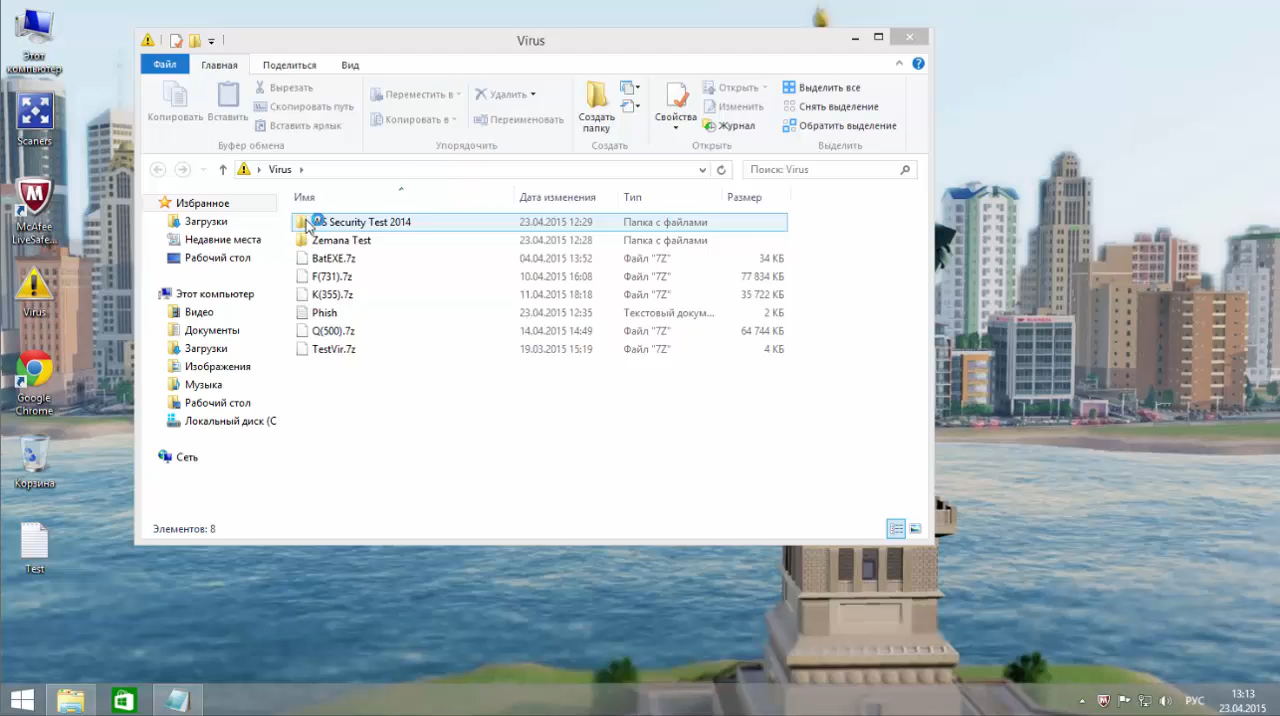 Этот компьютер
Scaners
McAfee LiveSafe...
Virus
Google Chrome
Корзина
Test
Virus
Файл
Главная
Поделиться
Вид
Копировать
Вставить
Вырезать
Скопировать путь
Вставить ярлык
Буфер обмена
Переместить в
Копировать в
Удалить
Переименовать
Упорядочить
Создать папку
Создать
Свойства
Открыть
Изменить
Журнал
Открыть
Выделить все
Снять выделение
Обратить выделение
Выделить
Virus
Поиск: Virus
Избранное
Загрузки
Недавние места
Рабочий стол
Этот компьютер
Видео
Документы
Загрузки
Изображения
Музыка
Рабочий стол
Локальный диск (C
Сеть
Имя Дата изменения Тип Размер
Security Test 2014 23.04.2015 12:29 Папка с файлами
Zemana Test 23.04.2015 12:28 Папка с файлами
BatEXE.7z 04.04.2015 13:52 Файл "7Z" 34 КБ
F(731).7z 10.04.2015 16:08 Файл "7Z" 77 834 КБ
K(355).7z 11.04.2015 18:18 Файл "7Z" 35 722 КБ
Phish 23.04.2015 12:35 Текстовый докум... 2 КБ
Q(500).7z 14.04.2015 14:49 Файл "7Z" 64 744 КБ
TestVir.7z 19.03.2015 15:19 Файл "7Z" 4 КБ
Элементов: 8
РУС
13:13
23.04.2015